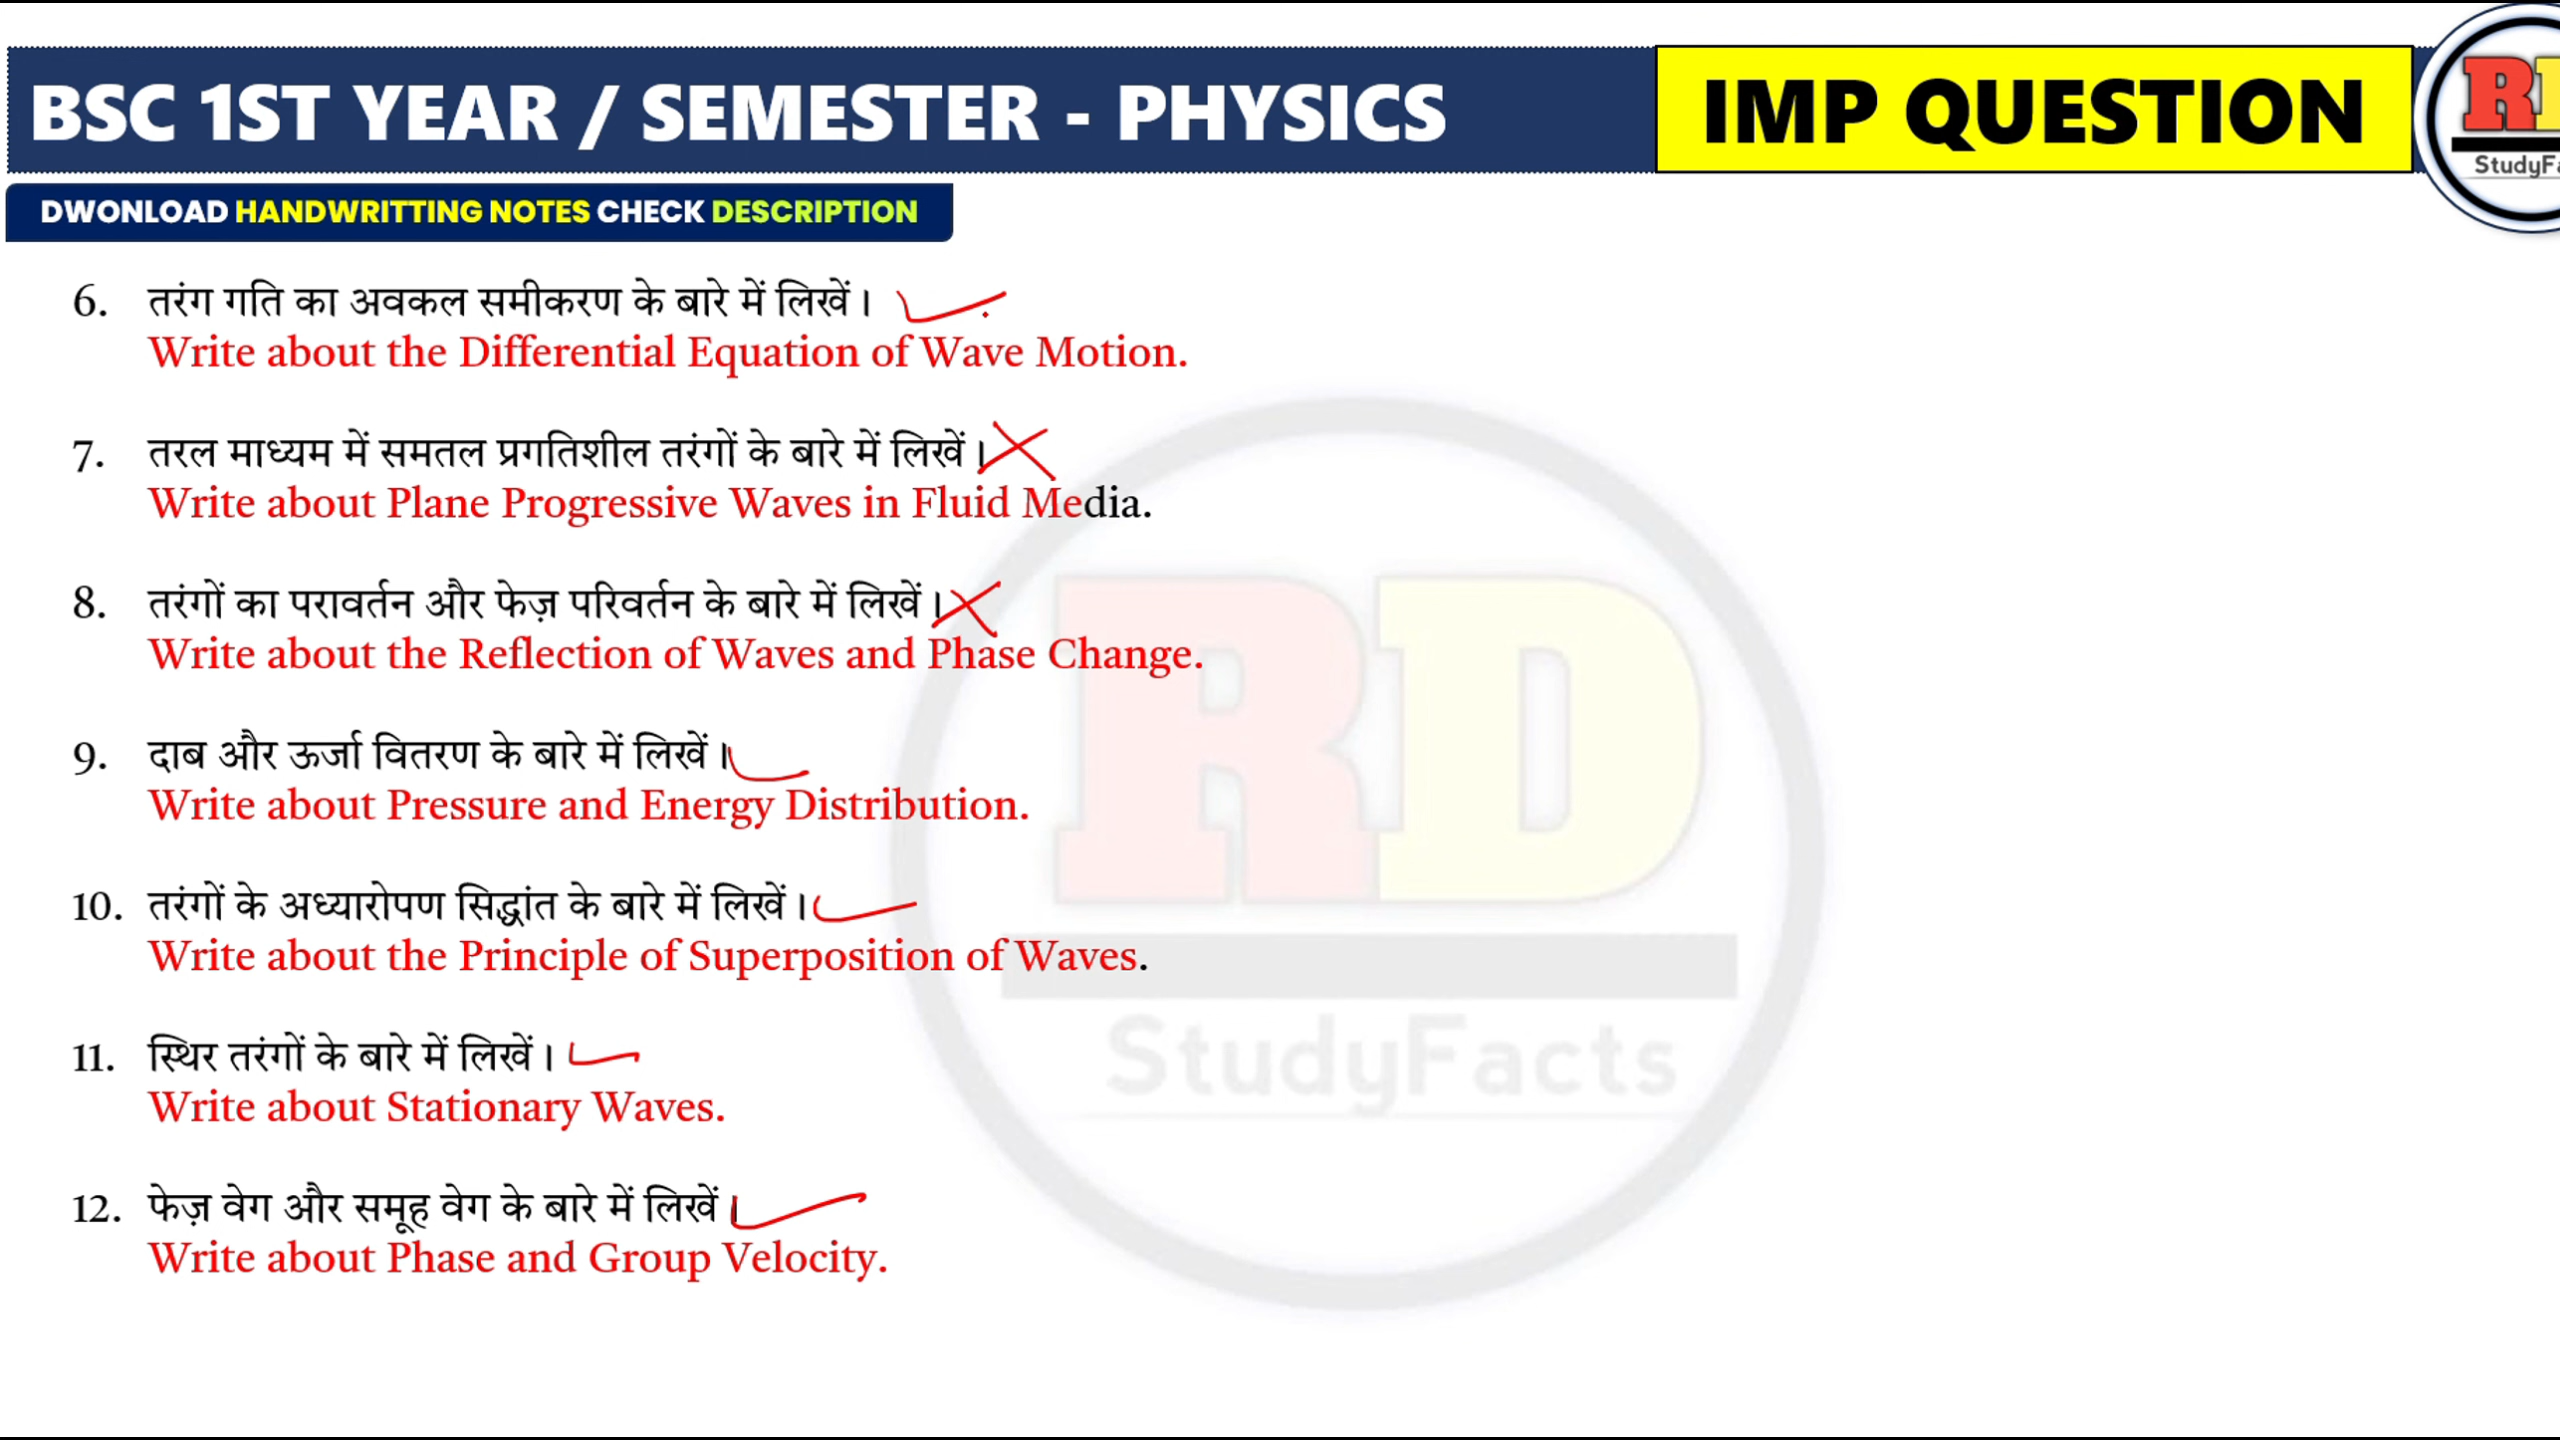 BSC 1ST YEAR / SEMESTER - PHYSICS
IMP QUESTION
DWONLOAD HANDWRITTING NOTES CHECK DESCRIPTION
6. तरंग गति का अवकल समीकरण के बारे में लिखें।
Write about the Differential Equation of Wave Motion.
7. तरल माध्यम में समतल प्रगतिशील तरंगों के बारे में लिखें।
Write about Plane Progressive Waves in Fluid Media.
8. तरंगों का परावर्तन और फेज़ परिवर्तन के बारे में लिखें।
Write about the Reflection of Waves and Phase Change.
9. दाब और ऊर्जा वितरण के बारे में लिखें।
Write about Pressure and Energy Distribution.
10. तरंगों के अध्यारोपण सिद्धांत के बारे में लिखें।
Write about the Principle of Superposition of Waves.
11. स्थिर तरंगों के बारे में लिखें।
Write about Stationary Waves.
12. फेज़ वेग और समूह वेग के बारे में लिखें।
Write about Phase and Group Velocity.
RD
StudyFacts